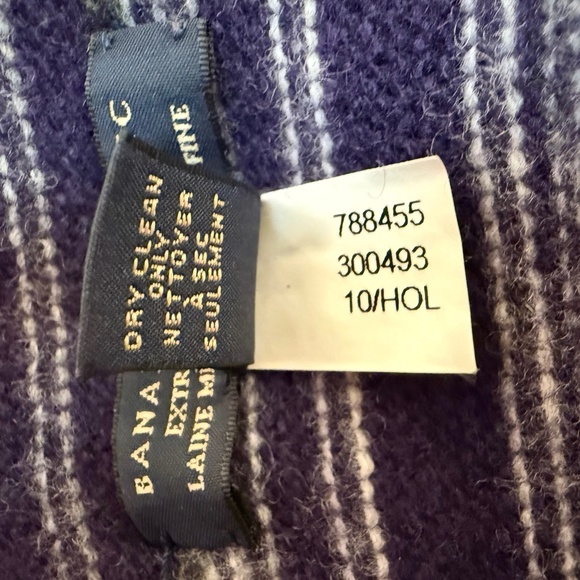 BANA C
EXTR FINE
LAINE M
DRY CLEAN
ONLY
NETTOYER
À SEC
SEULEMENT
788455
300493
10/HOL